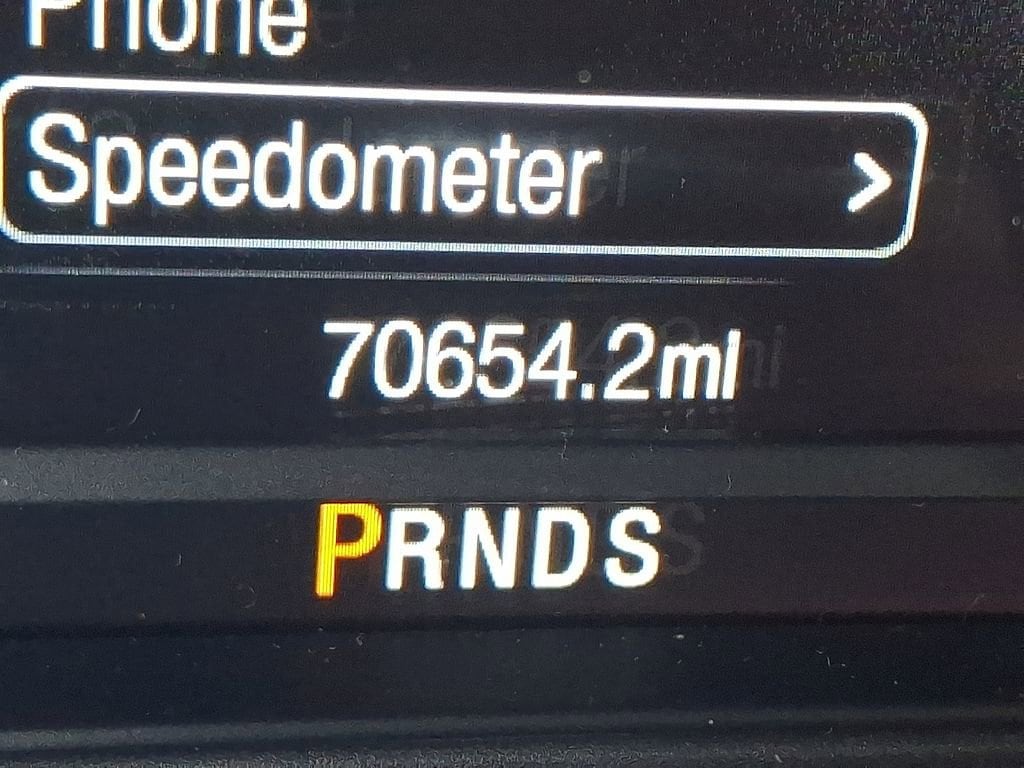 Phone
Speedometer >
70654.2mi
PRNDS